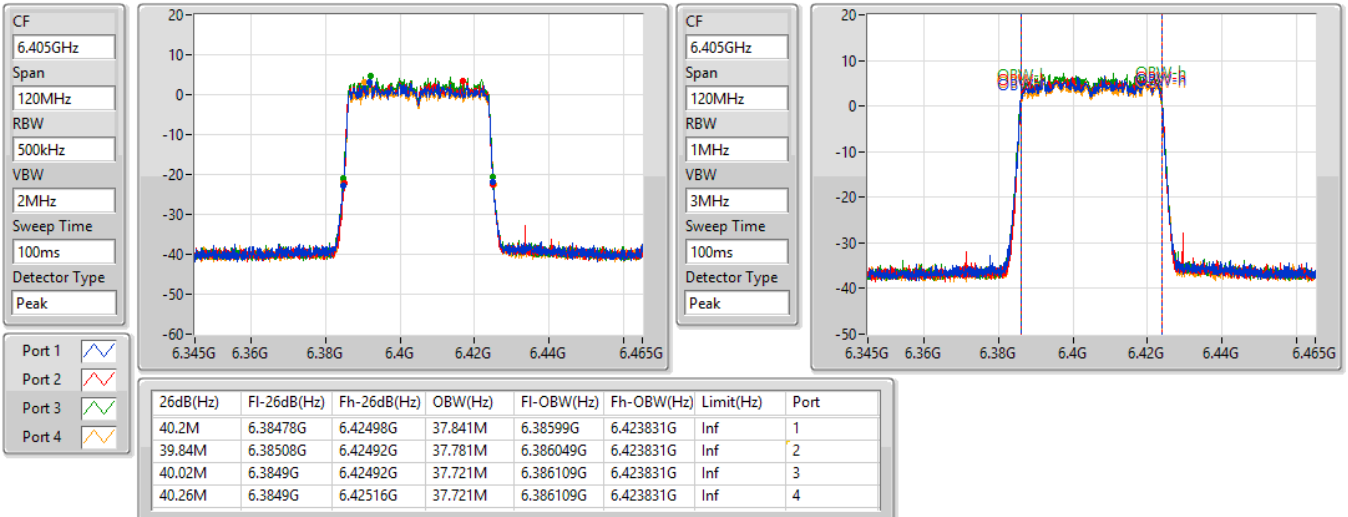 CF
6.405GHz
Span
120MHz
RBW
500kHz
VBW
2MHz
Sweep Time
100ms
Detector Type
Peak
20
10
0
-10
-20
-30
-40
-50
-60
6.345G 6.36G 6.38G 6.4G 6.42G 6.44G 6.465G
CF
6.405GHz
Span
120MHz
RBW
1MHz
VBW
3MHz
Sweep Time
100ms
Detector Type
Peak
20
10
0
-10
-20
-30
-40
-50
6.345G 6.36G 6.38G 6.4G 6.42G 6.44G 6.465G
Port 1
Port 2
Port 3
Port 4
26dB(Hz) Fl-26dB(Hz) Fh-26dB(Hz) OBW(Hz) Fl-OBW(Hz) Fh-OBW(Hz) Limit(Hz) Port
40.2M 6.38478G 6.42498G 37.841M 6.38599G 6.423831G Inf 1
39.84M 6.38508G 6.42492G 37.781M 6.386049G 6.423831G Inf 2
40.02M 6.3849G 6.42492G 37.721M 6.386109G 6.423831G Inf 3
40.26M 6.3849G 6.42516G 37.721M 6.386109G 6.423831G Inf 4